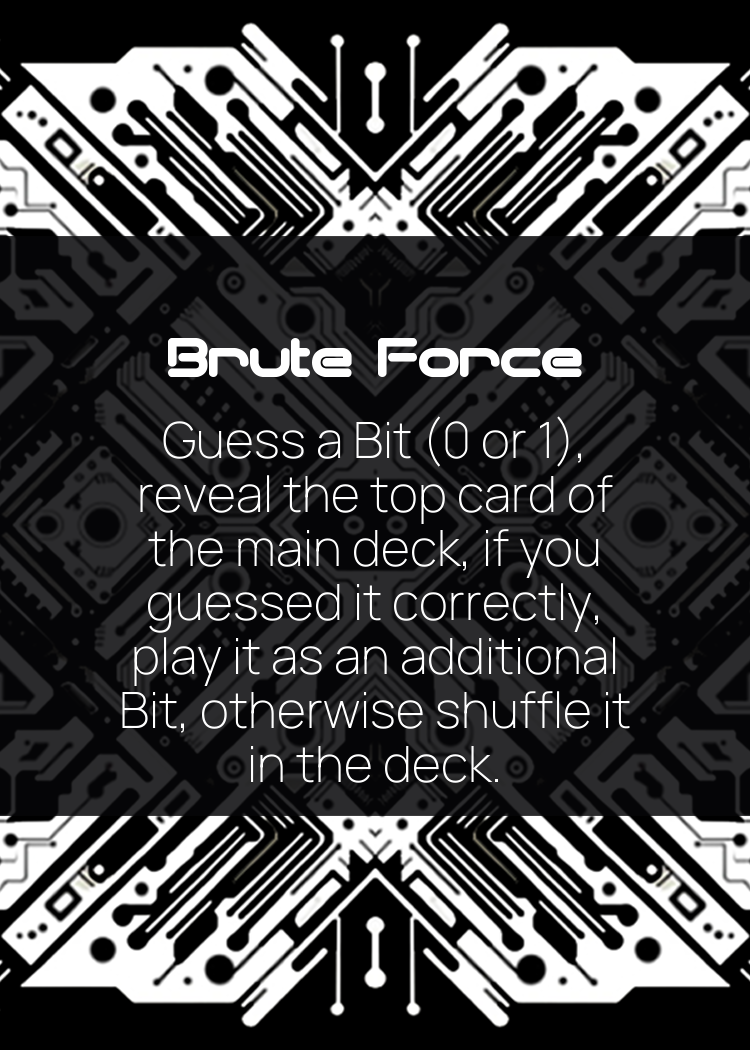 Brute Force
Guess a Bit (0 or 1),
reveal the top card of
the main deck, if you
guessed it correctly,
play it as an additional
Bit, otherwise shuffle it
in the deck.